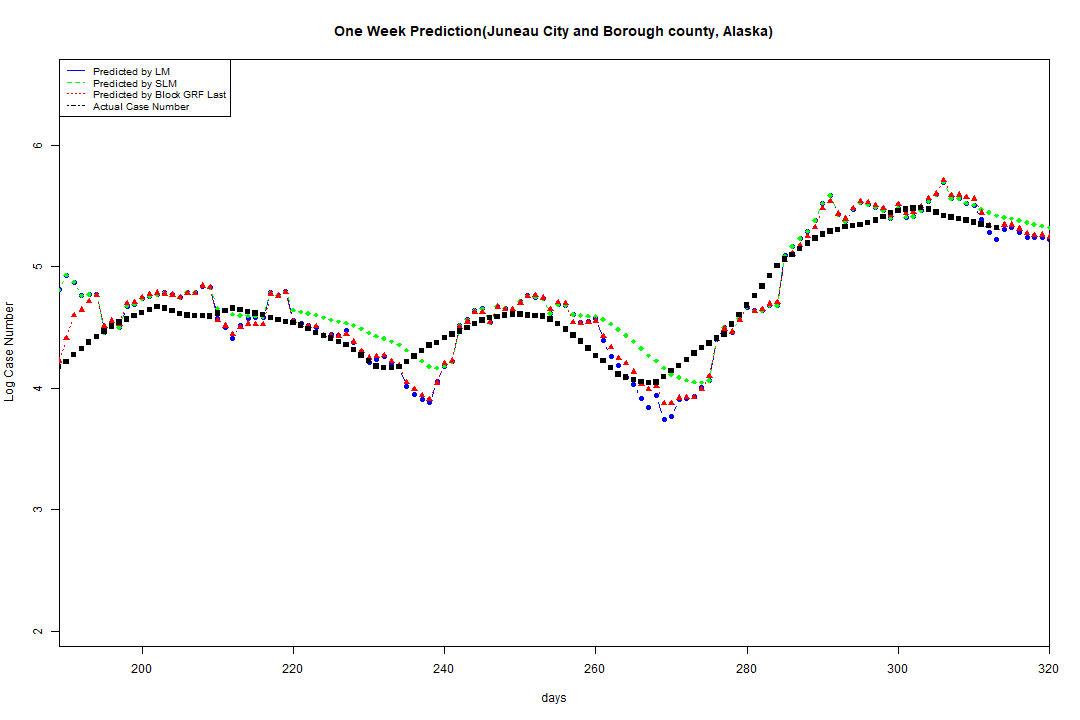 One Week Prediction(Juneau City and Borough county, Alaska)
Predicted by LM
Predicted by SLM
Predicted by Block GRF Last
Actual Case Number
6
5
4
3
2
Log Case Number
200 220 240 260 280 300 320
days